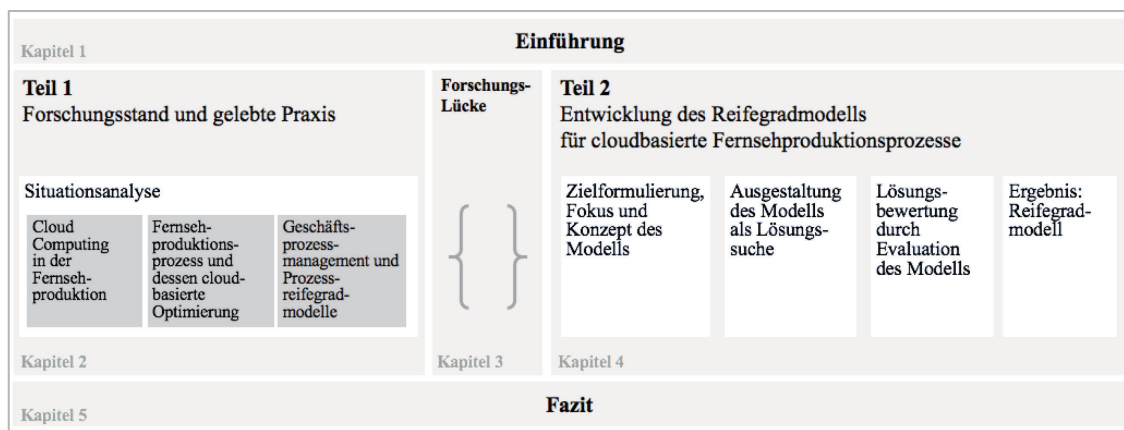 Einführung
Kapitel 1
Teil 1
Forschungsstand und gelebte Praxis
Situationsanalyse
Cloud
Computing
in der
Fernseh-
produktion
Fernseh-
produktions-
prozess und
dessen cloud-
basierte
Optimierung
Geschäfts-
prozess-
management und
Prozess-
reifegrad-
modelle
Kapitel 2
Forschungs-
Lücke
{ }
Kapitel 3
Teil 2
Entwicklung des Reifegradmodells
für cloudbasierte Fernsehproduktionsprozesse
Zielformulierung,
Fokus und
Konzept des
Modells
Ausgestaltung
des Modells
als Lösungs-
suche
Lösungs-
bewertung
durch
Evaluation
des Modells
Ergebnis:
Reifegrad-
modell
Kapitel 4
Fazit
Kapitel 5